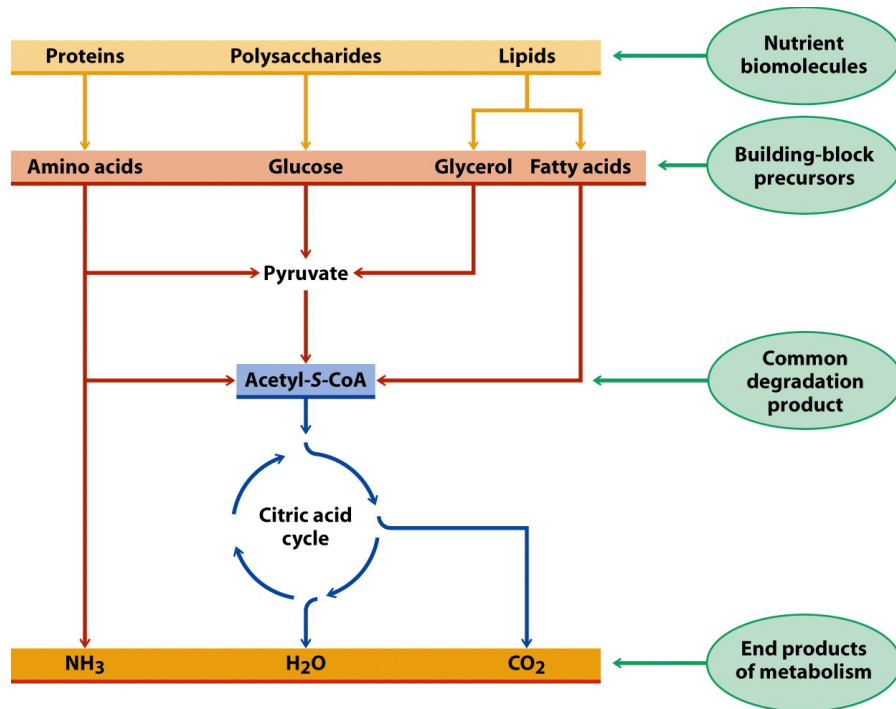 Proteins Polysaccharides Lipids
Nutrient
biomolecules
Amino acids Glucose Glycerol Fatty acids
Building-block
precursors
Pyruvate
Acetyl-S-CoA
Common
degradation
product
Citric acid
cycle
NH3 H2O CO2
End products
of metabolism